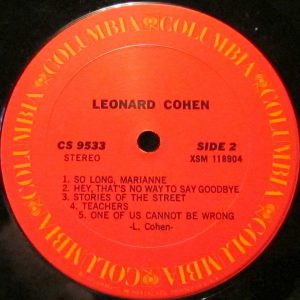 COLUMBIA COLUMBIA COLUMBIA COLUMBIA COLUMBIA COLUMBIA
LEONARD COHEN
CS 9533 SIDE 2
STEREO XSM 118904
1. SO LONG, MARIANNE
2. HEY, THAT'S NO WAY TO SAY GOODBYE
3. STORIES OF THE STREET
4. TEACHERS
5. ONE OF US CANNOT BE WRONG
-L. Cohen-